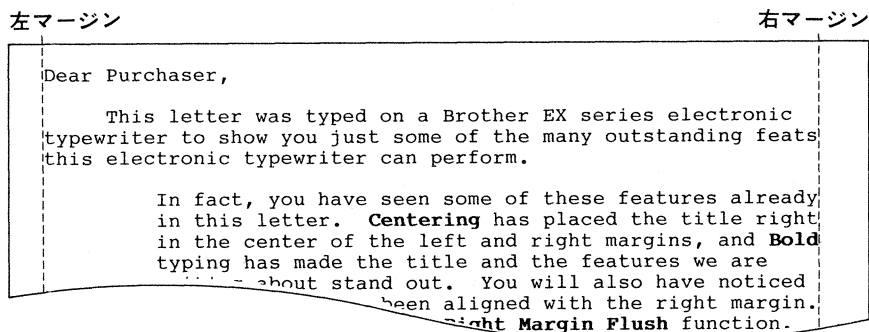 左マージン 右マージン
Dear Purchaser,
This letter was typed on a Brother EX series electronic
typewriter to show you just some of the many outstanding feats
this electronic typewriter can perform.
In fact, you have seen some of these features already
in this letter. Centering has placed the title right
in the center of the left and right margins, and Bold
typing has made the title and the features we are
about stand out. You will also have noticed
been aligned with the right margin.
Right Margin Flush function.